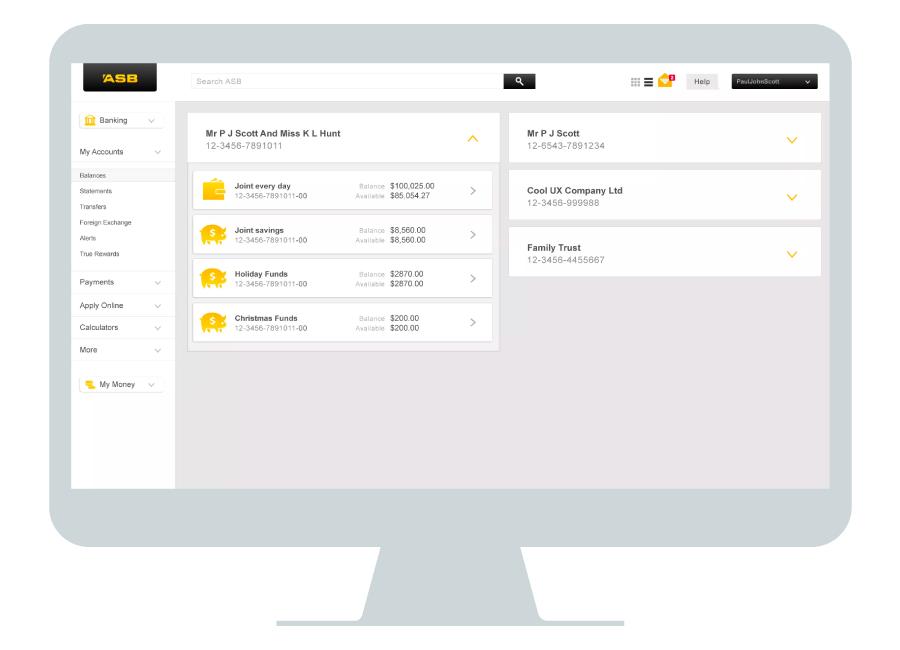 ASB
Search ASB
3
Help
PaulJohnScott
Banking
My Accounts
Balances
Statements
Transfers
Foreign Exchange
Alerts
True Rewards
Payments
Apply Online
Calculators
More
My Money
Mr P J Scott And Miss K L Hunt
12-3456-7891011
Joint every day Balance $100,025.00
12-3456-7891011-00 Available $85,054.27
Joint savings Balance $8,560.00
12-3456-7891011-00 Available $8,560.00
Holiday Funds Balance $2870.00
12-3456-7891011-00 Available $2870.00
Christmas Funds Balance $200.00
12-3456-7891011-00 Available $200.00
Mr P J Scott
12-6543-7891234
Cool UX Company Ltd
12-3456-999988
Family Trust
12-3456-4455667